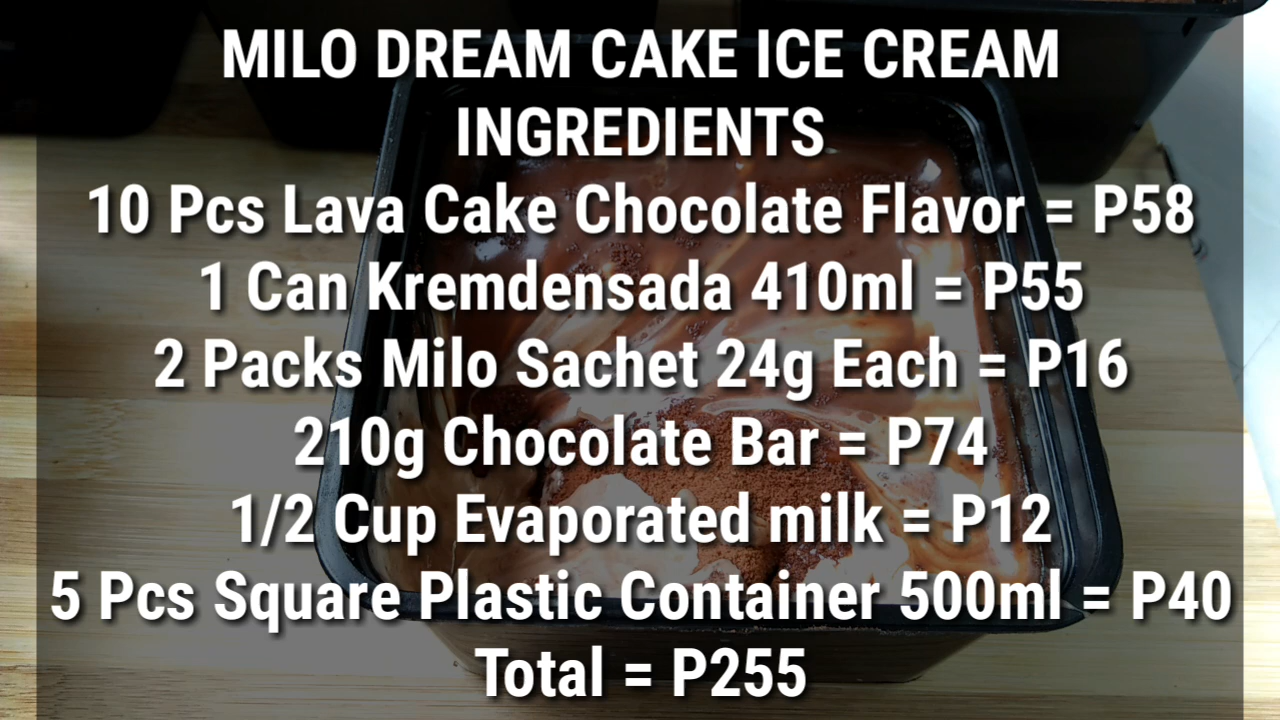 MILO DREAM CAKE ICE CREAM
INGREDIENTS
10 Pcs Lava Cake Chocolate Flavor = P58
1 Can Kremdensada 410ml = P55
2 Packs Milo Sachet 24g Each = P16
210g Chocolate Bar = P74
1/2 Cup Evaporated milk = P12
5 Pcs Square Plastic Container 500ml = P40
Total = P255